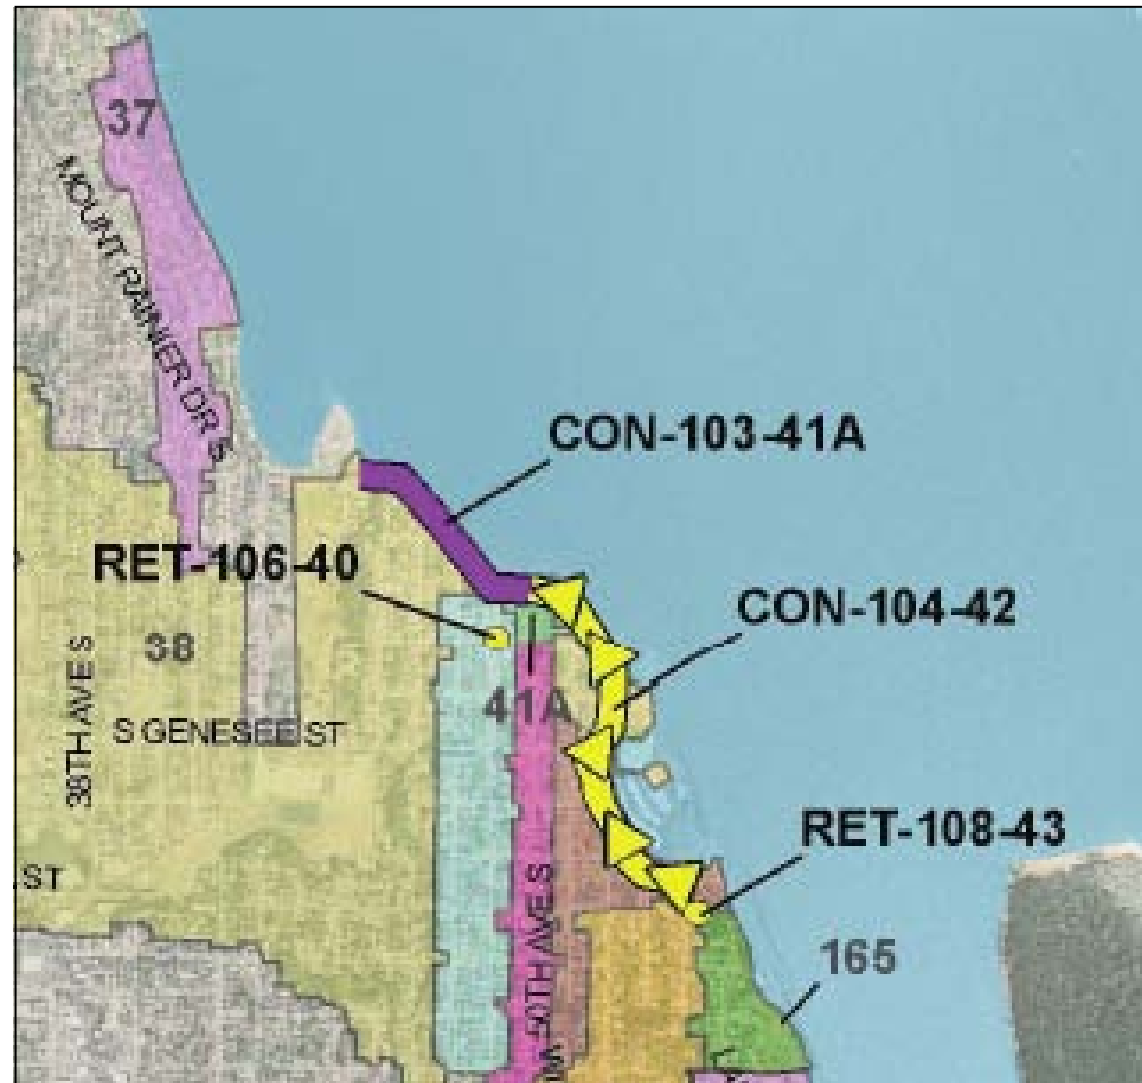 37
MOUNT RAINIER DR S
CON-103-41A
RET-106-40
CON-104-42
38
41A
38TH AVE S
S GENESEE ST
RET-108-43
ST
50TH AVE S
165